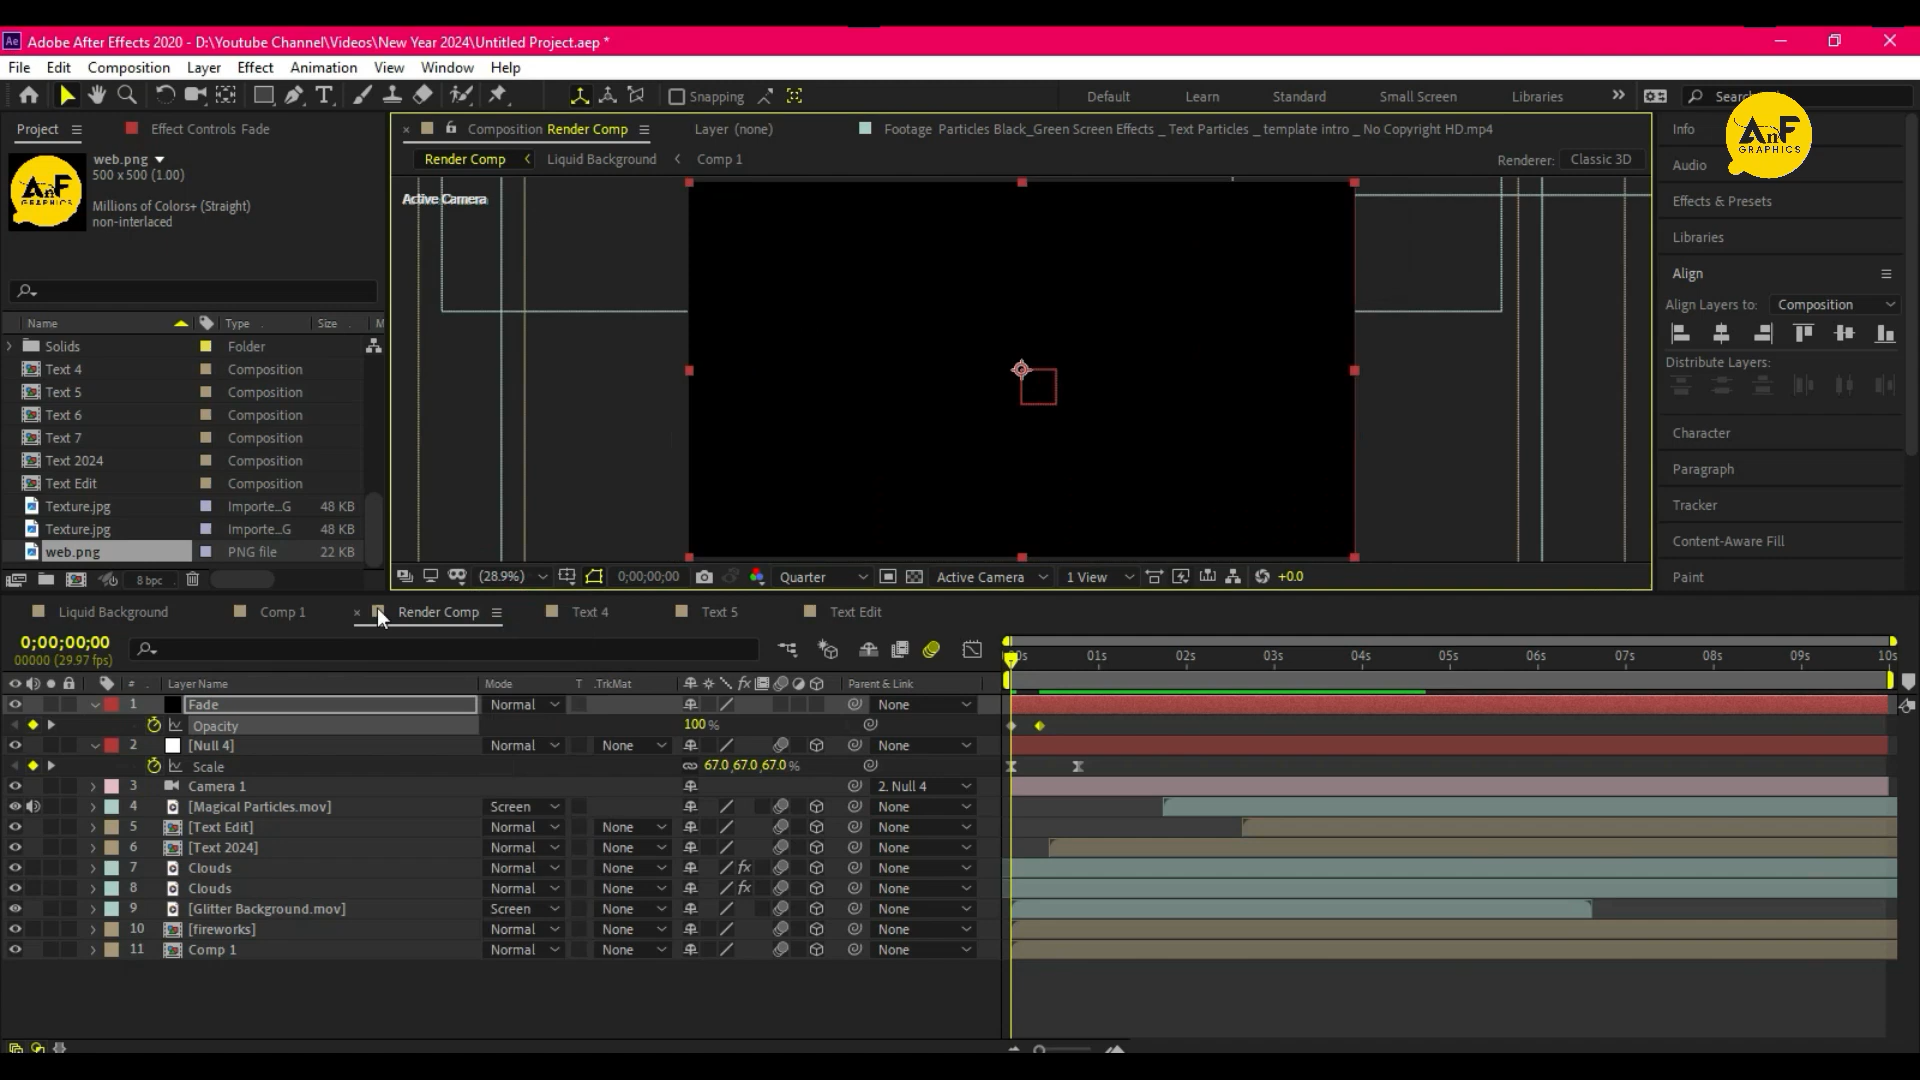 Ae Adobe After Effects 2020 - D:\Youtube Channel\Videos\New Year 2024\Untitled Project.aep *
File Edit Composition Layer Effect Animation View Window Help
Snapping Default Learn Standard Small Screen Libraries
AnF GRAPHICS
Project Effect Controls Fade
Composition Render Comp Layer (none) Footage Particles Black_Green Screen Effects _ Text Particles _ template intro _ No Copyright HD.mp4
Render Comp Liquid Background Comp 1 Renderer: Classic 3D
web.png
500 x 500 (1.00)
Millions of Colors+ (Straight)
non-interlaced
AnF GRAPHICS
Active Camera
Name Type Size
Solids Folder
Text 4 Composition
Text 5 Composition
Text 6 Composition
Text 7 Composition
Text 2024 Composition
Text Edit Composition
Texture.jpg Importe...G 48 KB
Texture.jpg Importe...G 48 KB
web.png PNG file 22 KB
8 bpc
(28.9%) 0;00;00;00 Quarter Active Camera 1 View +0.0
Info
Audio
Effects & Presets
Libraries
Align
Align Layers to: Composition
Distribute Layers:
Character
Paragraph
Tracker
Content-Aware Fill
Paint
Liquid Background Comp 1 Render Comp Text 4 Text 5 Text Edit
0;00;00;00
00000 (29.97 fps)
01s 02s 03s 04s 05s 06s 07s 08s 09s 10s
# Layer Name Mode T .TrkMat Parent & Link
1 Fade Normal None
Opacity 100 %
2 [Null 4] Normal None None
Scale 67.0,67.0,67.0 %
3 Camera 1 2. Null 4
4 [Magical Particles.mov] Screen None
5 [Text Edit] Normal None None
6 [Text 2024] Normal None None
7 Clouds Normal None fx None
8 Clouds Normal None fx None
9 [Glitter Background.mov] Screen None None
10 [fireworks] Normal None None
11 Comp 1 Normal None None